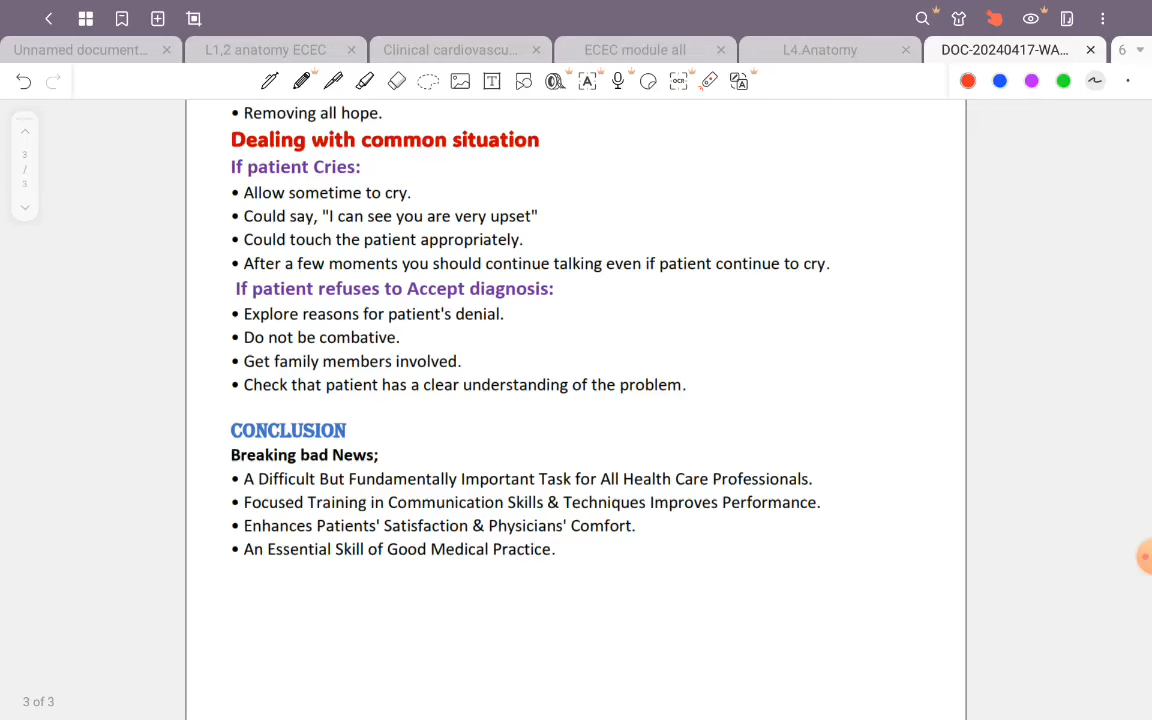 Unnamed document...
L1,2 anatomy ECEC
Clinical cardiovascu...
ECEC module all
L4.Anatomy
DOC-20240417-WA...
6
3
/
3
• Removing all hope.
Dealing with common situation
If patient Cries:
• Allow sometime to cry.
• Could say, "I can see you are very upset"
• Could touch the patient appropriately.
• After a few moments you should continue talking even if patient continue to cry.
If patient refuses to Accept diagnosis:
• Explore reasons for patient's denial.
• Do not be combative.
• Get family members involved.
• Check that patient has a clear understanding of the problem.
CONCLUSION
Breaking bad News;
• A Difficult But Fundamentally Important Task for All Health Care Professionals.
• Focused Training in Communication Skills & Techniques Improves Performance.
• Enhances Patients' Satisfaction & Physicians' Comfort.
• An Essential Skill of Good Medical Practice.
3 of 3